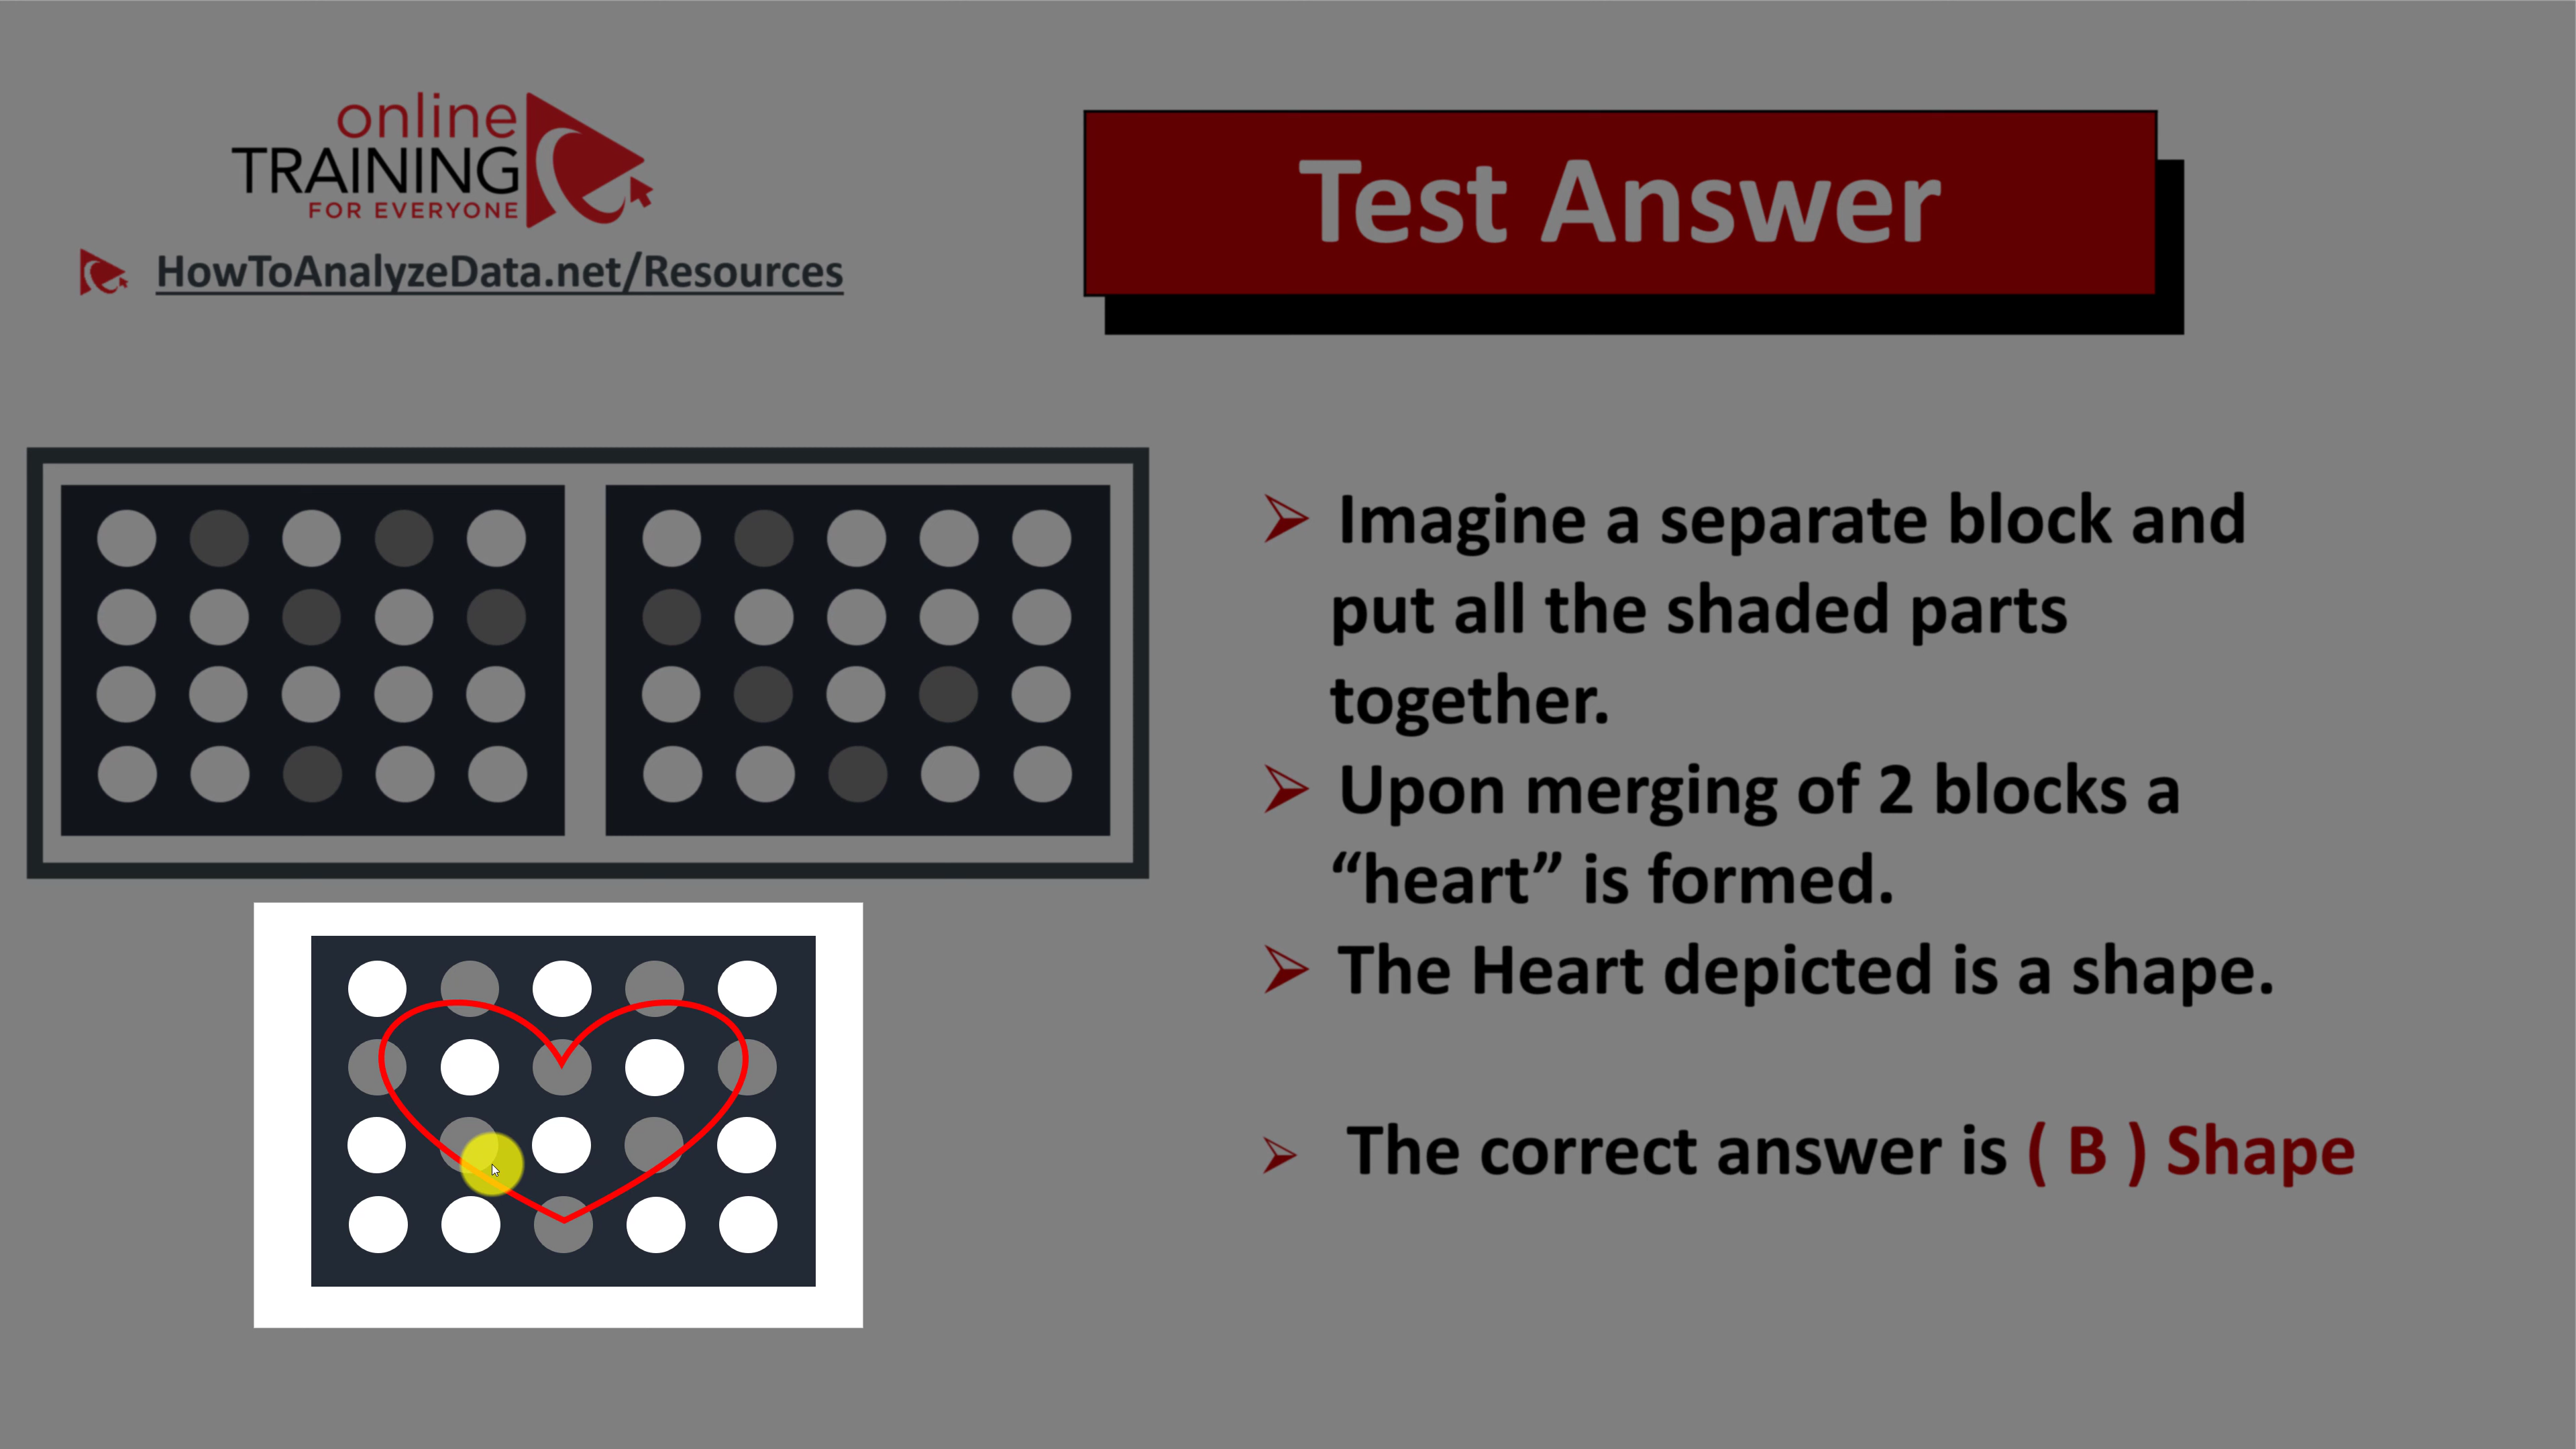 online
TRAINING
FOR EVERYONE
HowToAnalyzeData.net/Resources
Test Answer
Imagine a separate block and
put all the shaded parts
together.
Upon merging of 2 blocks a
“heart” is formed.
The Heart depicted is a shape.
The correct answer is ( B ) Shape